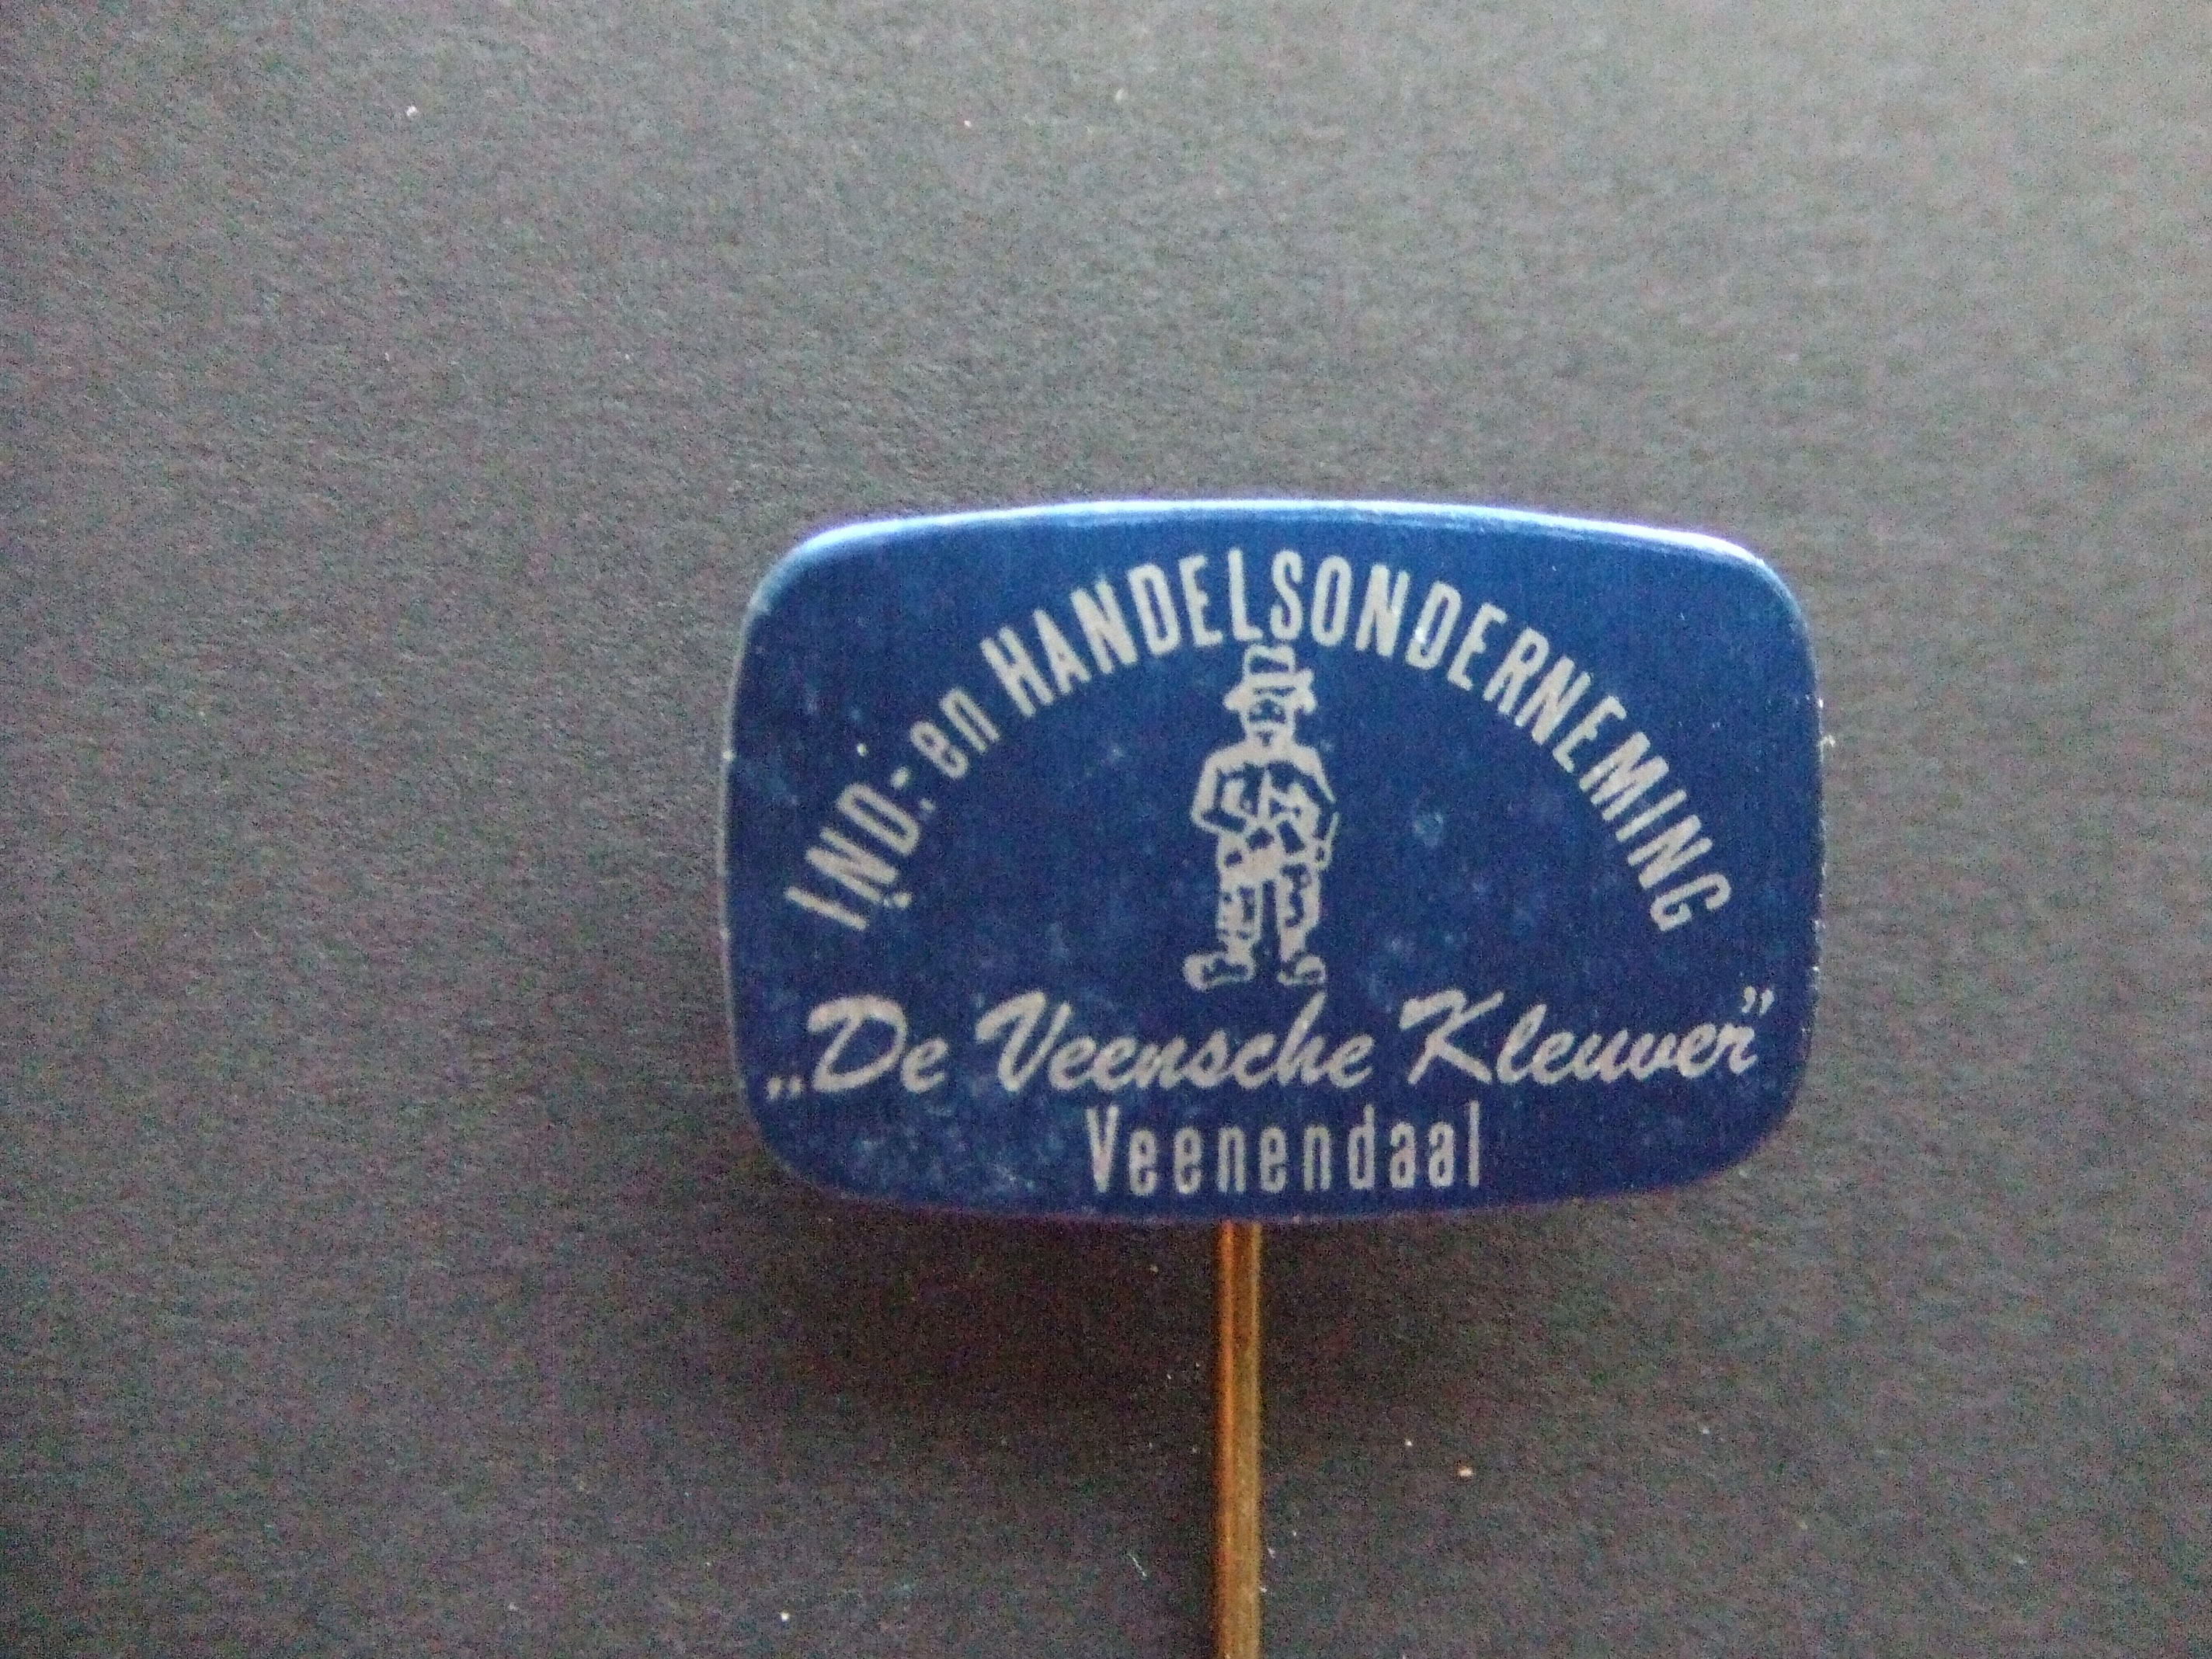 IND.- en HANDELSONDERNEMING
„De Veensche Kleuver”
Veenendaal